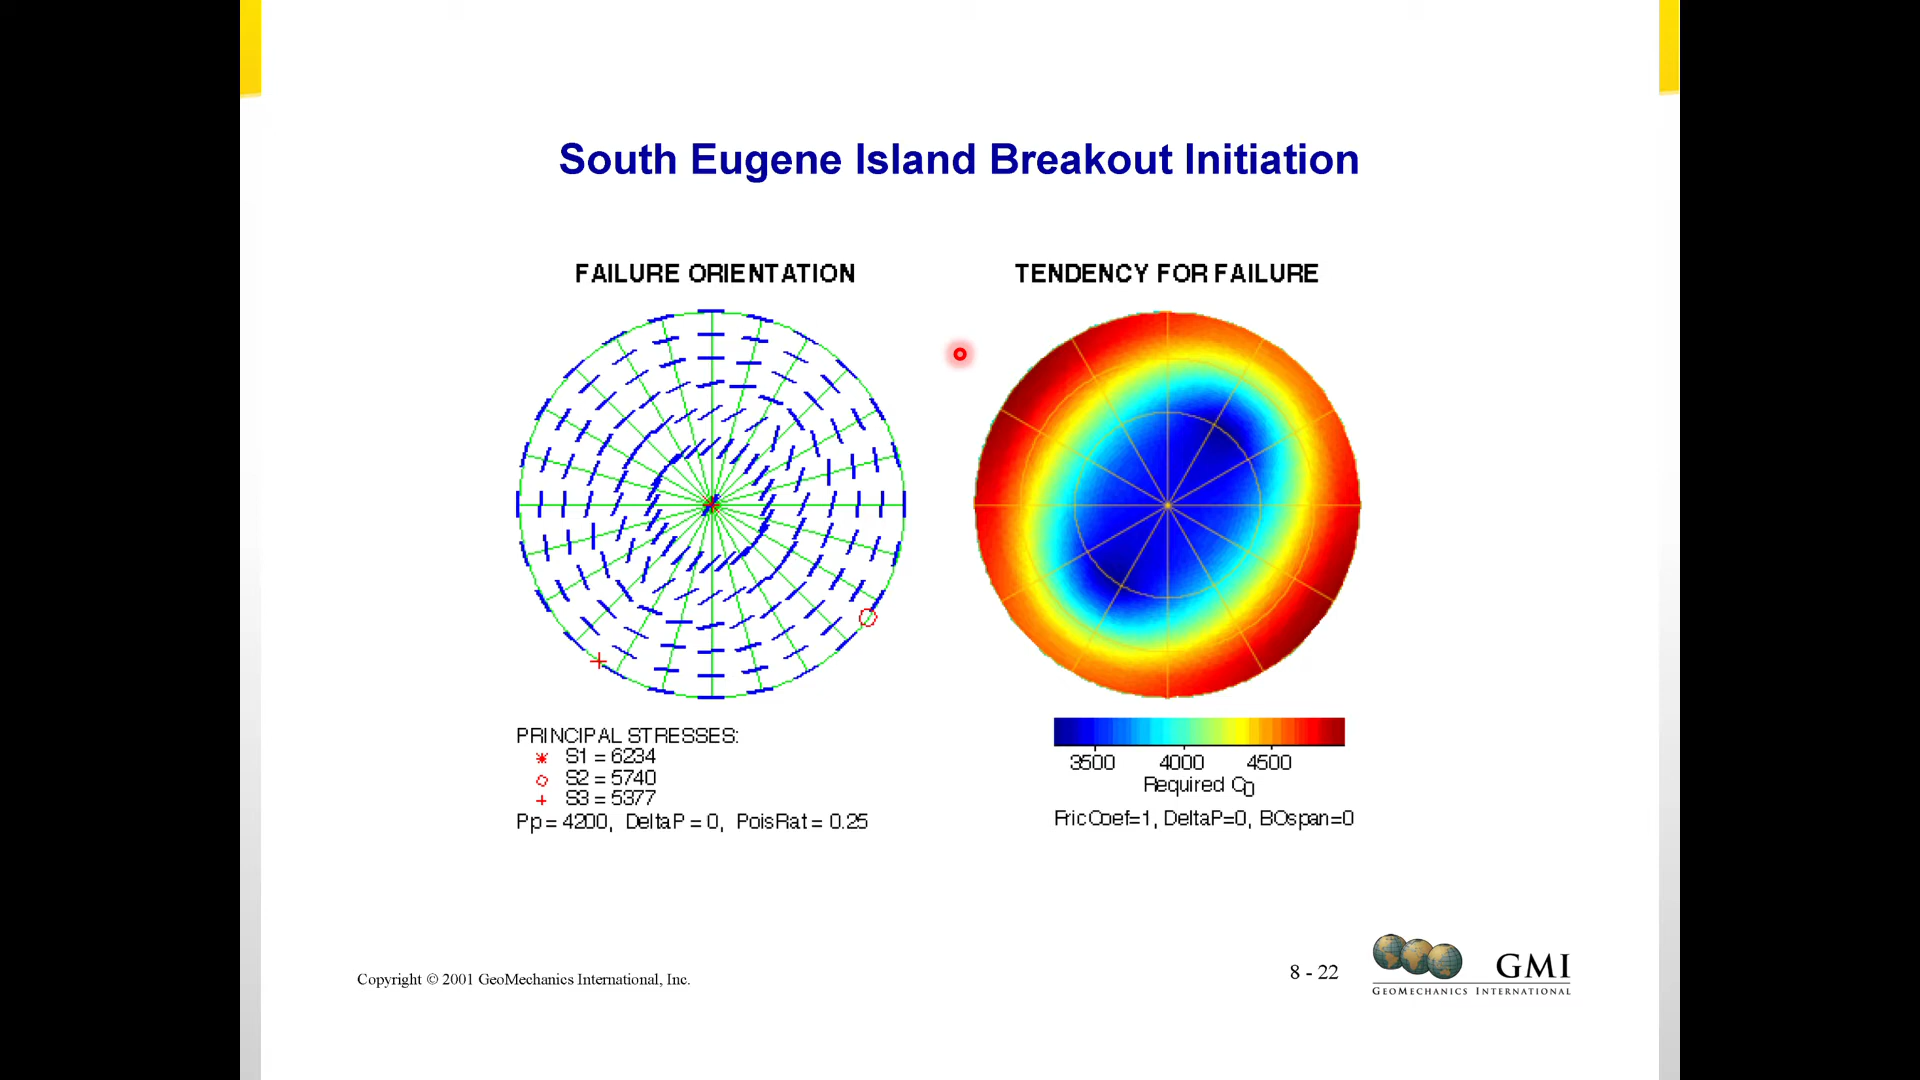 South Eugene Island Breakout Initiation
FAILURE ORIENTATION
TENDENCY FOR FAILURE
PRINCIPAL STRESSES:
S1 = 6234
S2 = 5740
S3 = 5377
Pp = 4200, DeltaP = 0, PoisRat = 0.25
3500 4000 4500
Required C0
FricCoef=1, DeltaP=0, BOspan=0
Copyright © 2001 GeoMechanics International, Inc.
8 - 22
GMI
GEOMECHANICS INTERNATIONAL